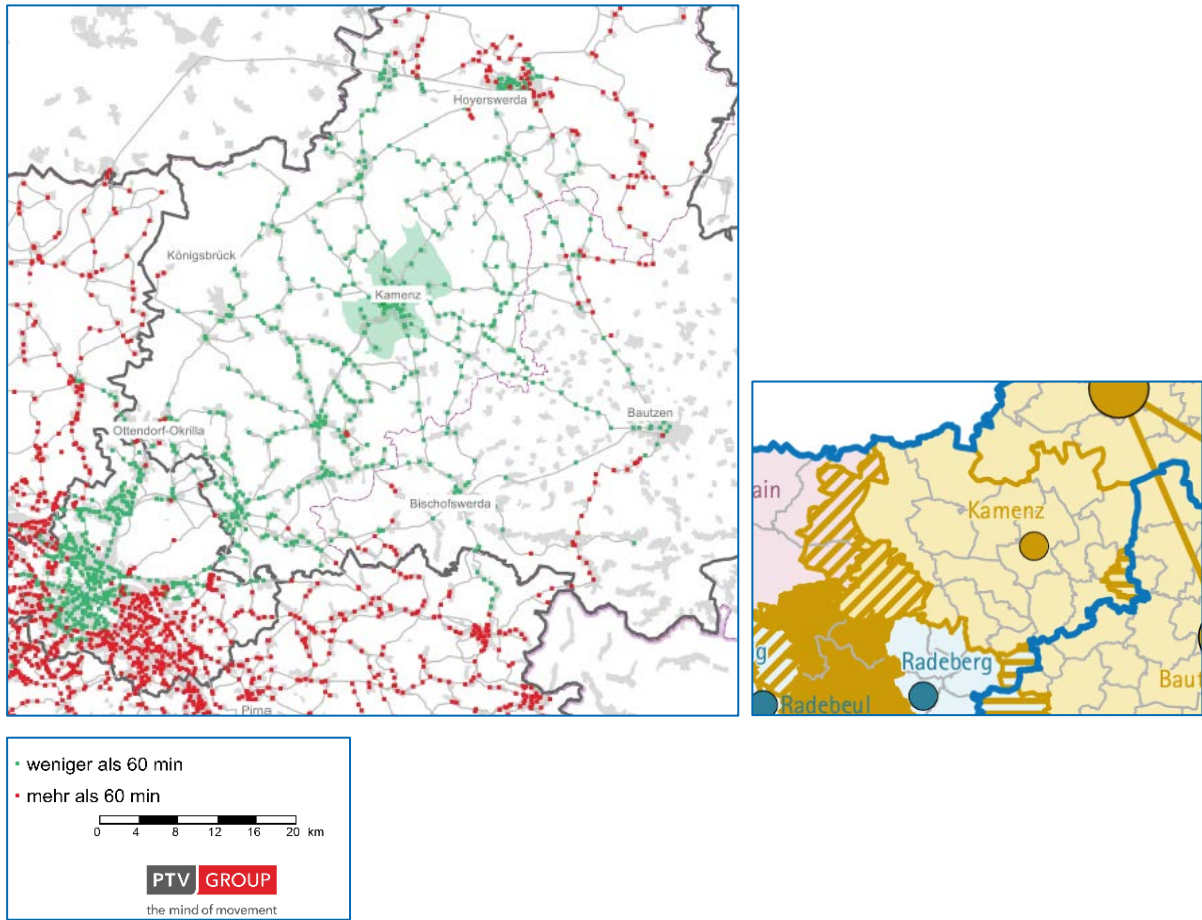 Hoyerswerda
Königsbrück
Kamenz
Ottendorf-Okrilla
Bautzen
Bischofswerda
Pirna
ain
Kamenz
Radeberg
g
Radebeul
Baut
weniger als 60 min
mehr als 60 min
0 4 8 12 16 20 km
PTV GROUP
the mind of movement